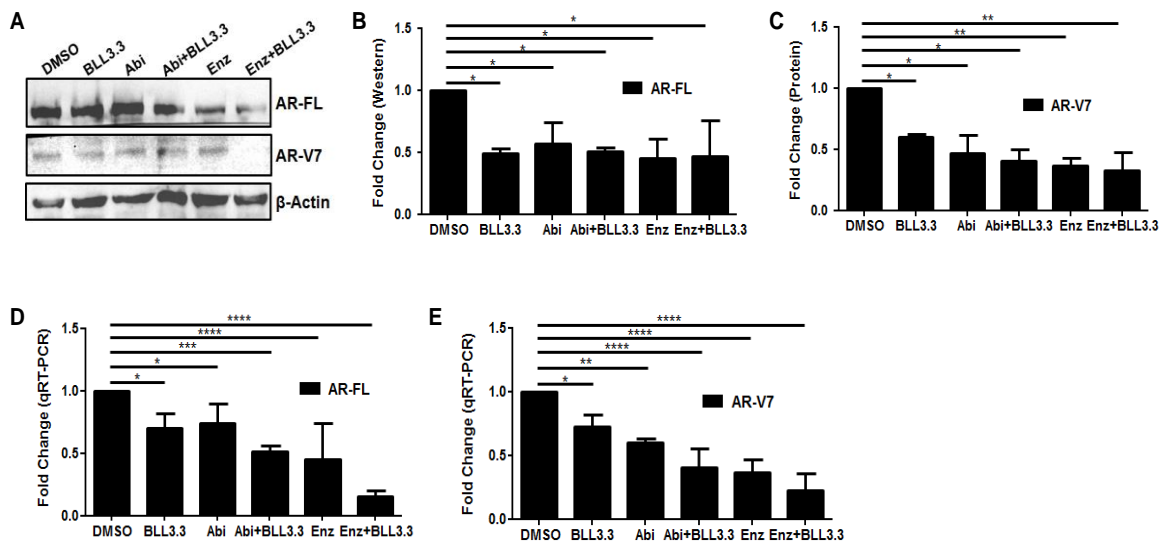 A
DMSO
BLL3.3
Abi
Abi+BLL3.3
Enz
Enz+BLL3.3
AR-FL
AR-V7
β-Actin
B
Fold Change (Western)
1.5
1.0
0.5
0.0
*
*
*
*
*
AR-FL
DMSO BLL3.3 Abi Abi+BLL3.3 Enz Enz+BLL3.3
C
Fold Change (Protein)
1.5
1.0
0.5
0.0
**
**
*
*
*
AR-V7
DMSO BLL3.3 Abi Abi+BLL3.3 Enz Enz+BLL3.3
D
Fold Change (qRT-PCR)
1.5
1.0
0.5
0.0
****
****
***
*
*
AR-FL
DMSO BLL3.3 Abi Abi+BLL3.3 Enz Enz+BLL3.3
E
Fold Change (qRT-PCR)
1.5
1.0
0.5
0.0
****
****
****
**
*
AR-V7
DMSO BLL3.3 Abi Abi+BLL3.3 Enz Enz+BLL3.3